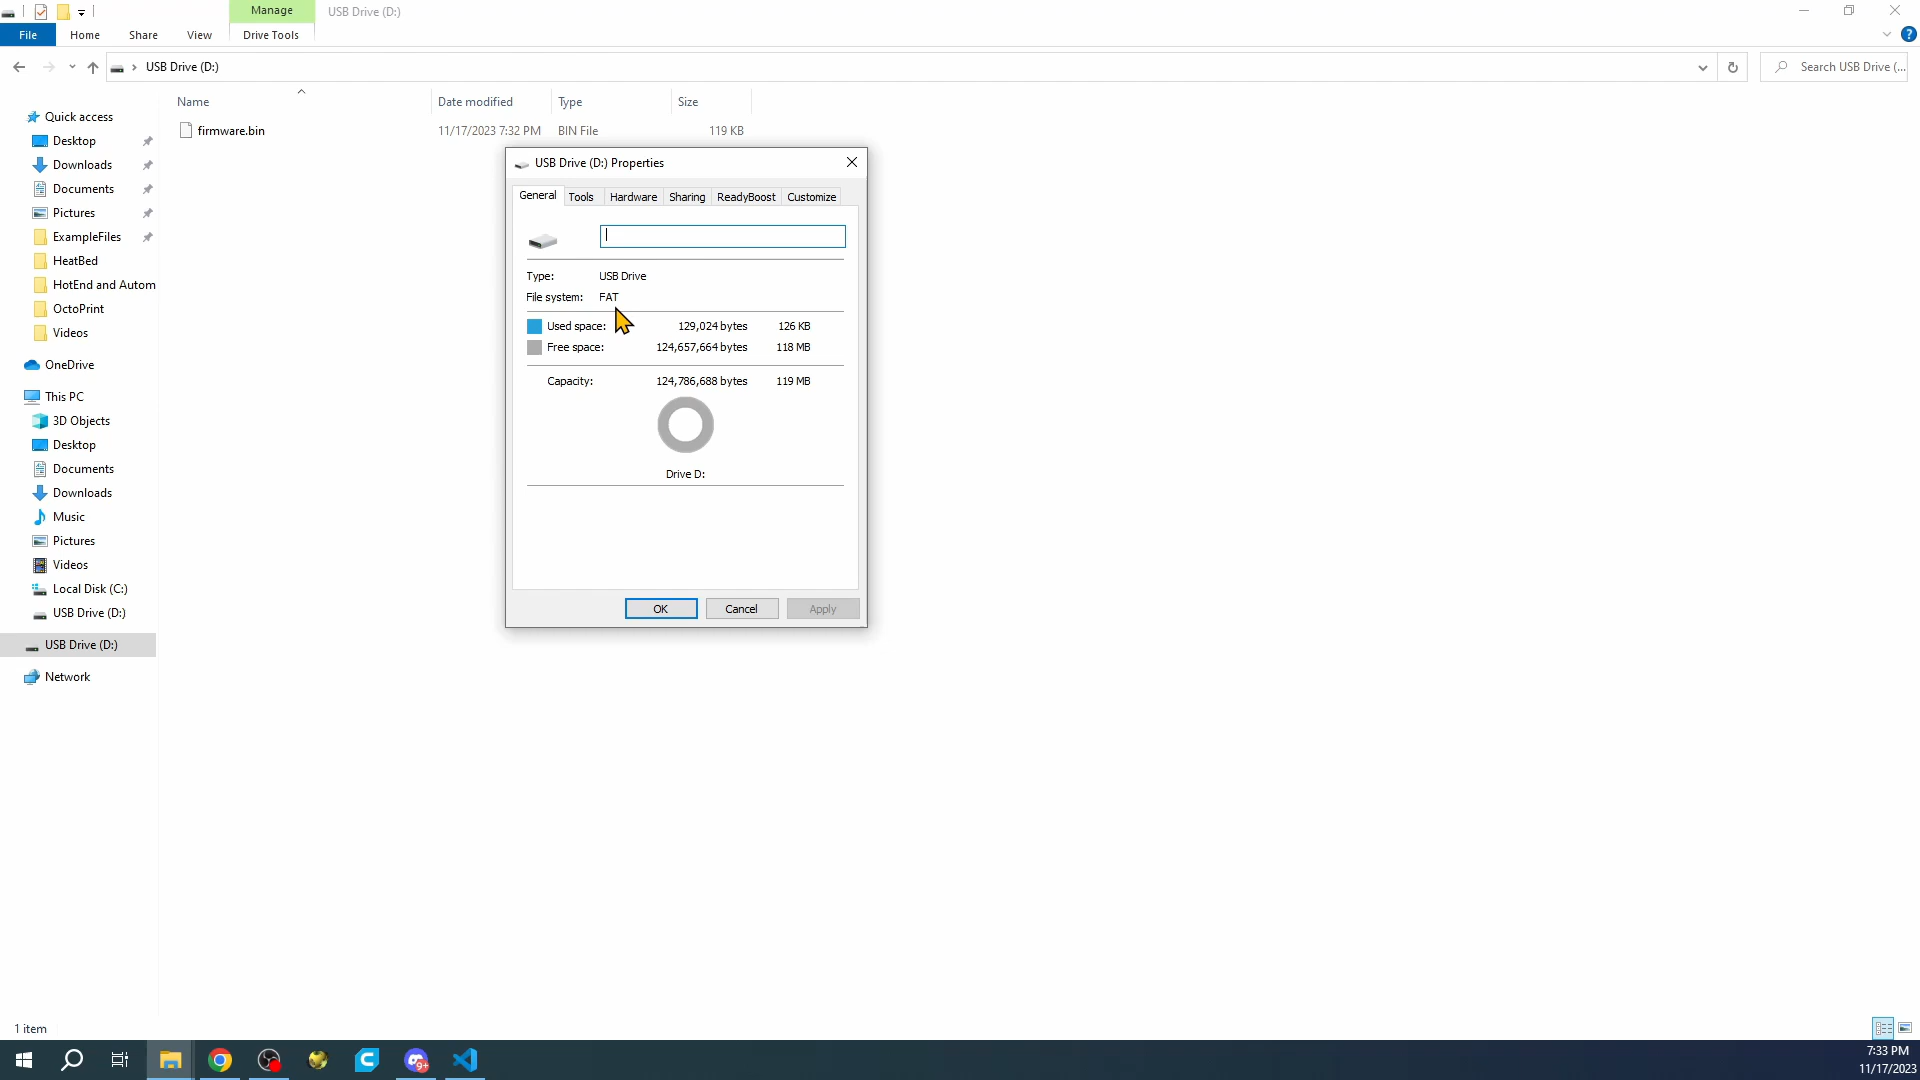 Manage
USB Drive (D:)
File
Home
Share
View
Drive Tools
?
USB Drive (D:)
Search USB Drive (...
Name
Date modified
Type
Size
firmware.bin
11/17/2023 7:32 PM
BIN File
119 KB
Quick access
Desktop
Downloads
Documents
Pictures
ExampleFiles
HeatBed
HotEnd and Autom
OctoPrint
Videos
OneDrive
This PC
3D Objects
Desktop
Documents
Downloads
Music
Pictures
Videos
Local Disk (C:)
USB Drive (D:)
USB Drive (D:)
Network
USB Drive (D:) Properties
General
Tools
Hardware
Sharing
ReadyBoost
Customize
Type: USB Drive
File system: FAT
Used space: 129,024 bytes 126 KB
Free space: 124,657,664 bytes 118 MB
Capacity: 124,786,688 bytes 119 MB
Drive D:
OK
Cancel
Apply
1 item
9+
7:33 PM
11/17/2023